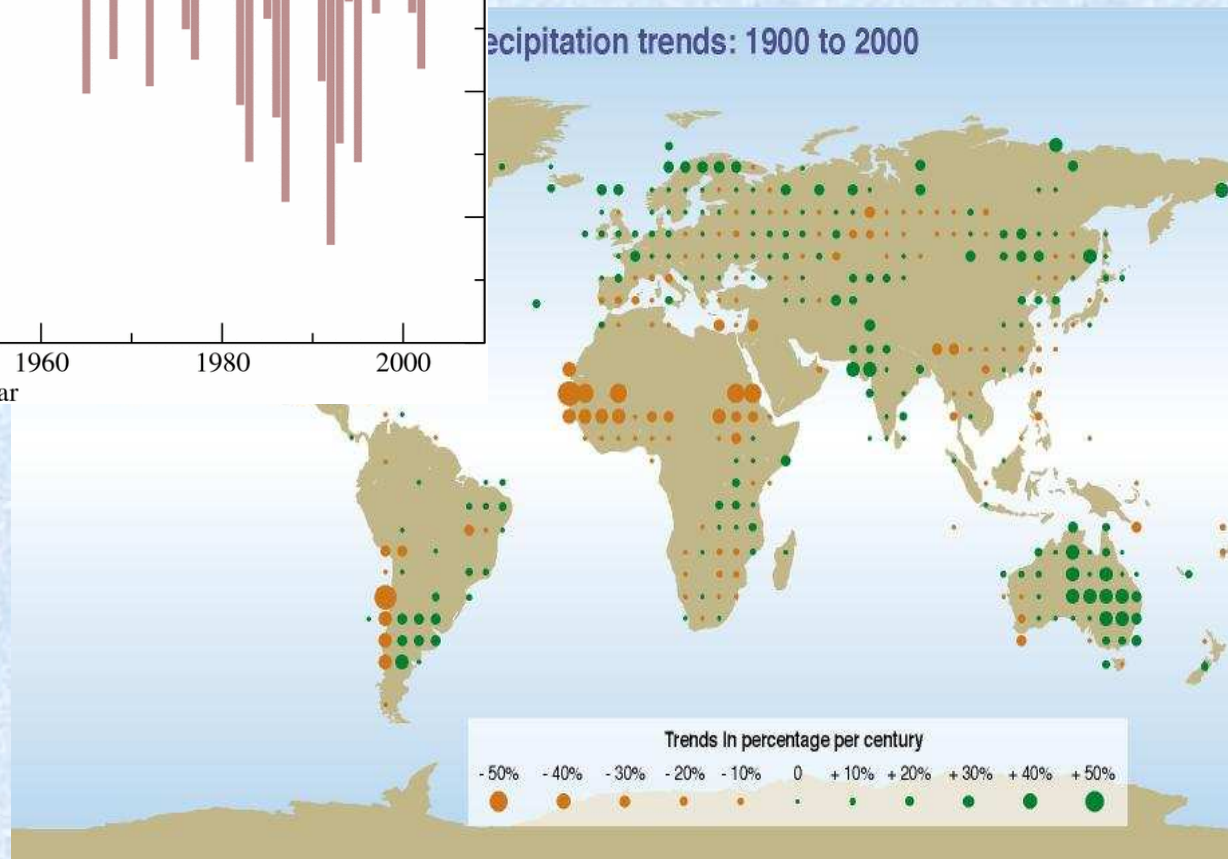 ecipitation trends: 1900 to 2000
1960 1980 2000
ar
Trends In percentage per century
- 50% - 40% - 30% - 20% - 10% 0 + 10% + 20% + 30% + 40% + 50%